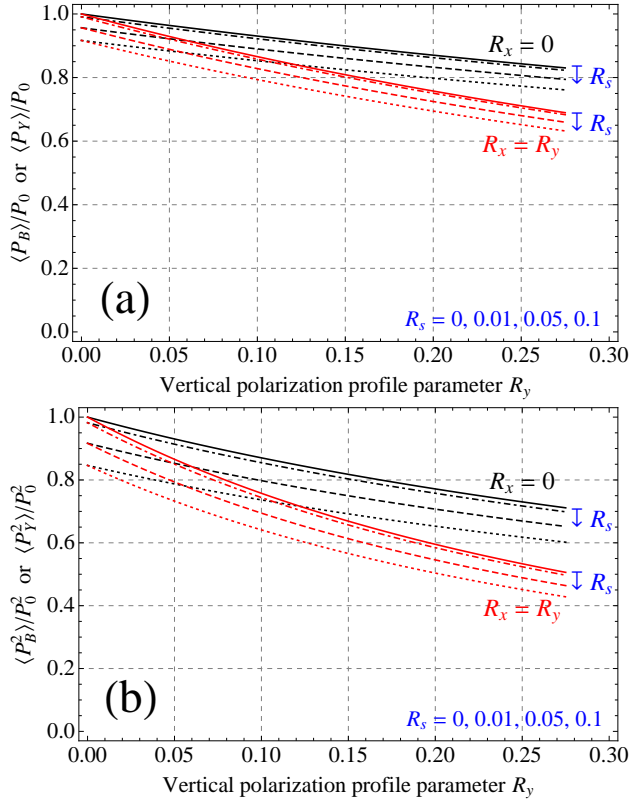 1.0
0.8
0.6
0.4
0.2
0.0
⟨P_B⟩/P_0 or ⟨P_Y⟩/P_0
R_x = 0
R_s
R_s
R_x = R_y
(a)
R_s = 0, 0.01, 0.05, 0.1
0.00 0.05 0.10 0.15 0.20 0.25 0.30
Vertical polarization profile parameter R_y
1.0
0.8
0.6
0.4
0.2
0.0
⟨P_B^2⟩/P_0^2 or ⟨P_Y^2⟩/P_0^2
R_x = 0
R_s
R_s
R_x = R_y
(b)
R_s = 0, 0.01, 0.05, 0.1
0.00 0.05 0.10 0.15 0.20 0.25 0.30
Vertical polarization profile parameter R_y